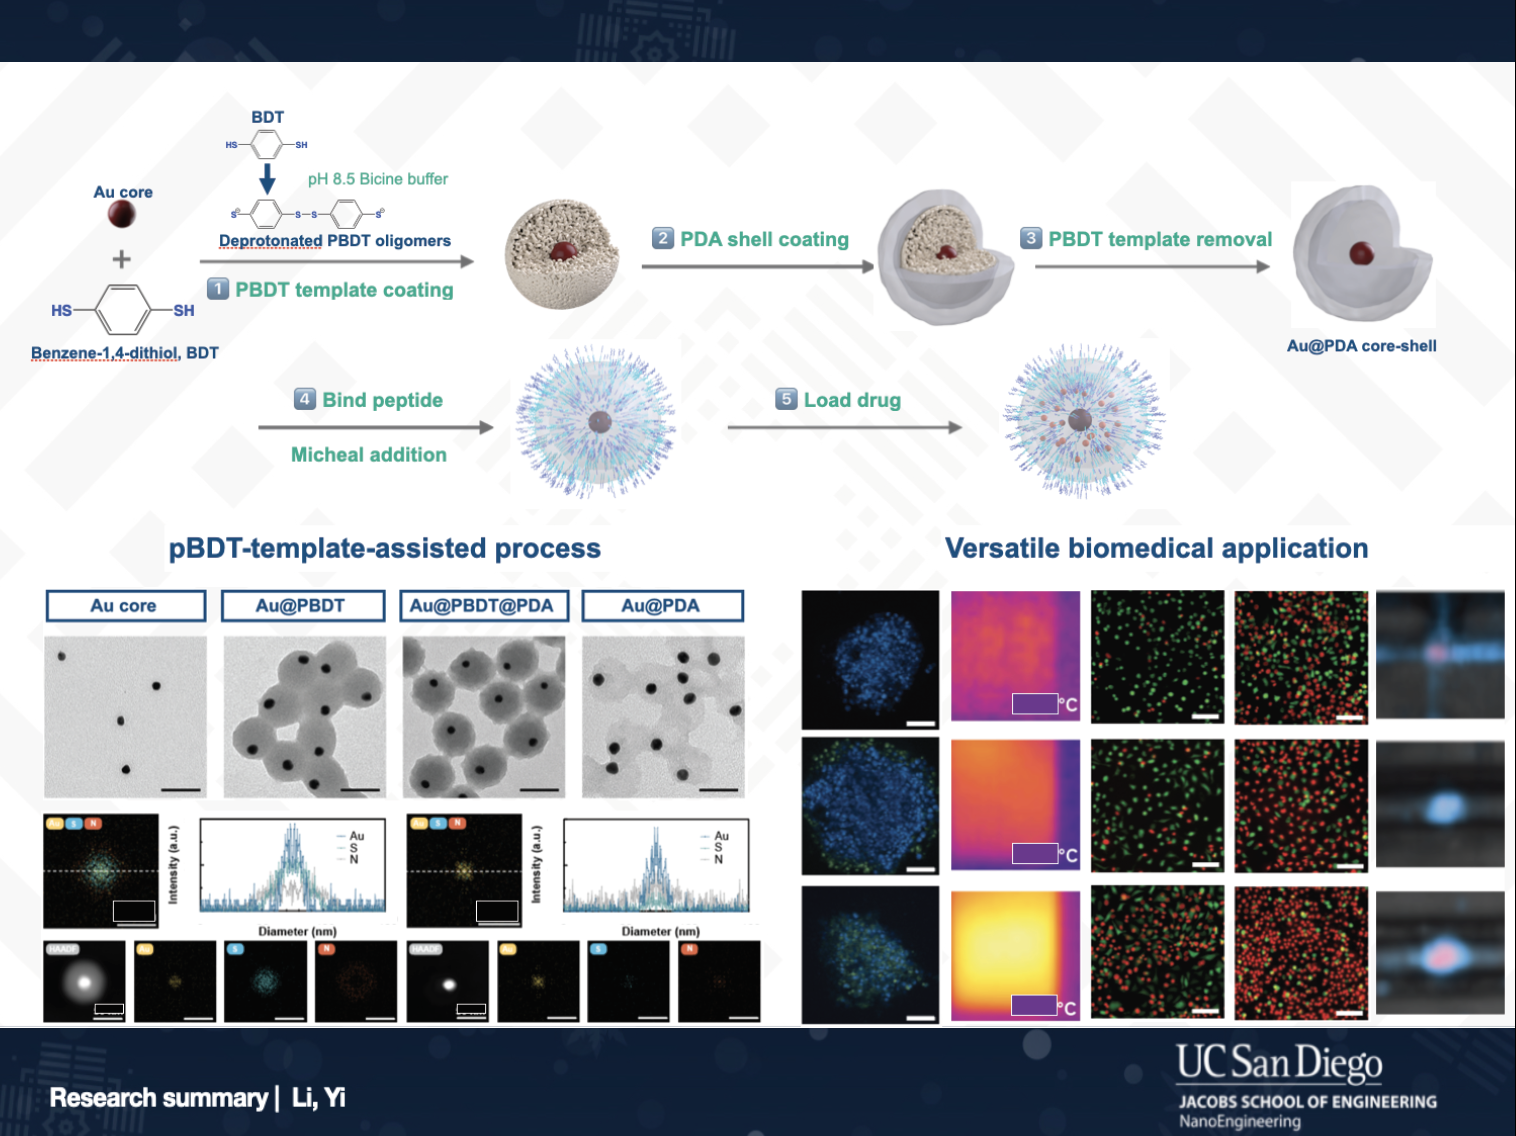 BDT
HS
SH
pH 8.5 Bicine buffer
Au core
S⊖
S
S
S⊖
Deprotonated PBDT oligomers
+
1 PBDT template coating
HS
SH
Benzene-1,4-dithiol, BDT
2 PDA shell coating
3 PBDT template removal
Au@PDA core-shell
4 Bind peptide
Micheal addition
5 Load drug
pBDT-template-assisted process
Au core
Au@PBDT
Au@PBDT@PDA
Au@PDA
Au S N
Intensity (a.u.)
Au
S
N
Diameter (nm)
Au S N
Intensity (a.u.)
Au
S
N
Diameter (nm)
HAADF
Au
S
N
HAADF
Au
S
N
Versatile biomedical application
°C
°C
°C
Research summary | Li, Yi
UC San Diego
JACOBS SCHOOL OF ENGINEERING
NanoEngineering